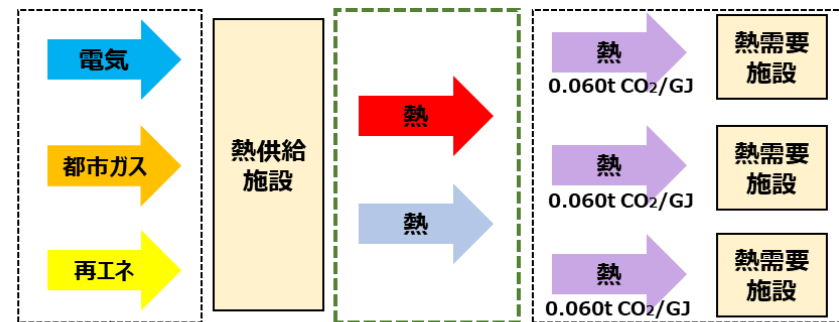 電気
都市ガス
再エネ
熱供給
施設
熱
熱
熱
0.060t CO₂/GJ
熱需要
施設
熱
0.060t CO₂/GJ
熱需要
施設
熱
0.060t CO₂/GJ
熱需要
施設